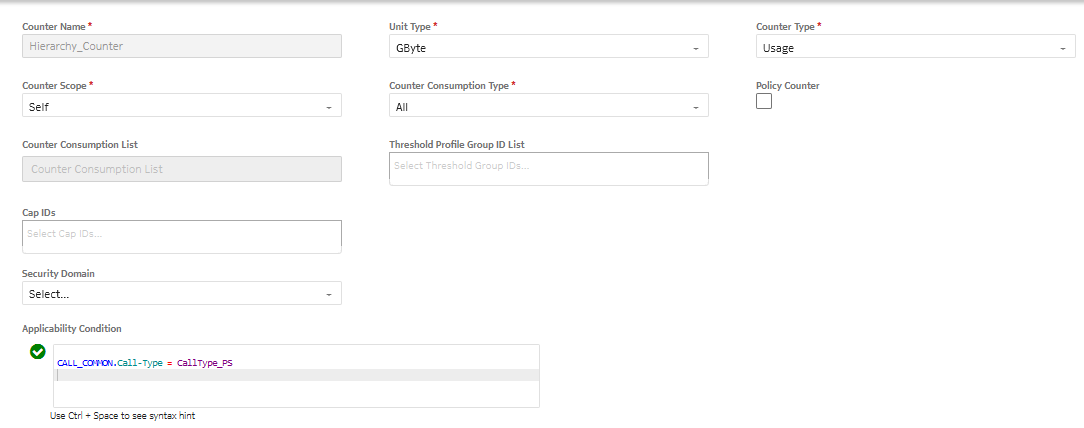 Counter Name *
Unit Type *
Counter Type *
Hierarchy_Counter
GByte
Usage
Counter Scope *
Counter Consumption Type *
Policy Counter
Self
All
Counter Consumption List
Threshold Profile Group ID List
Counter Consumption List
Select Threshold Group IDs...
Cap IDs
Select Cap IDs...
Security Domain
Select...
Applicability Condition
CALL_COMMON.Call-Type = CallType_PS
Use Ctrl + Space to see syntax hint